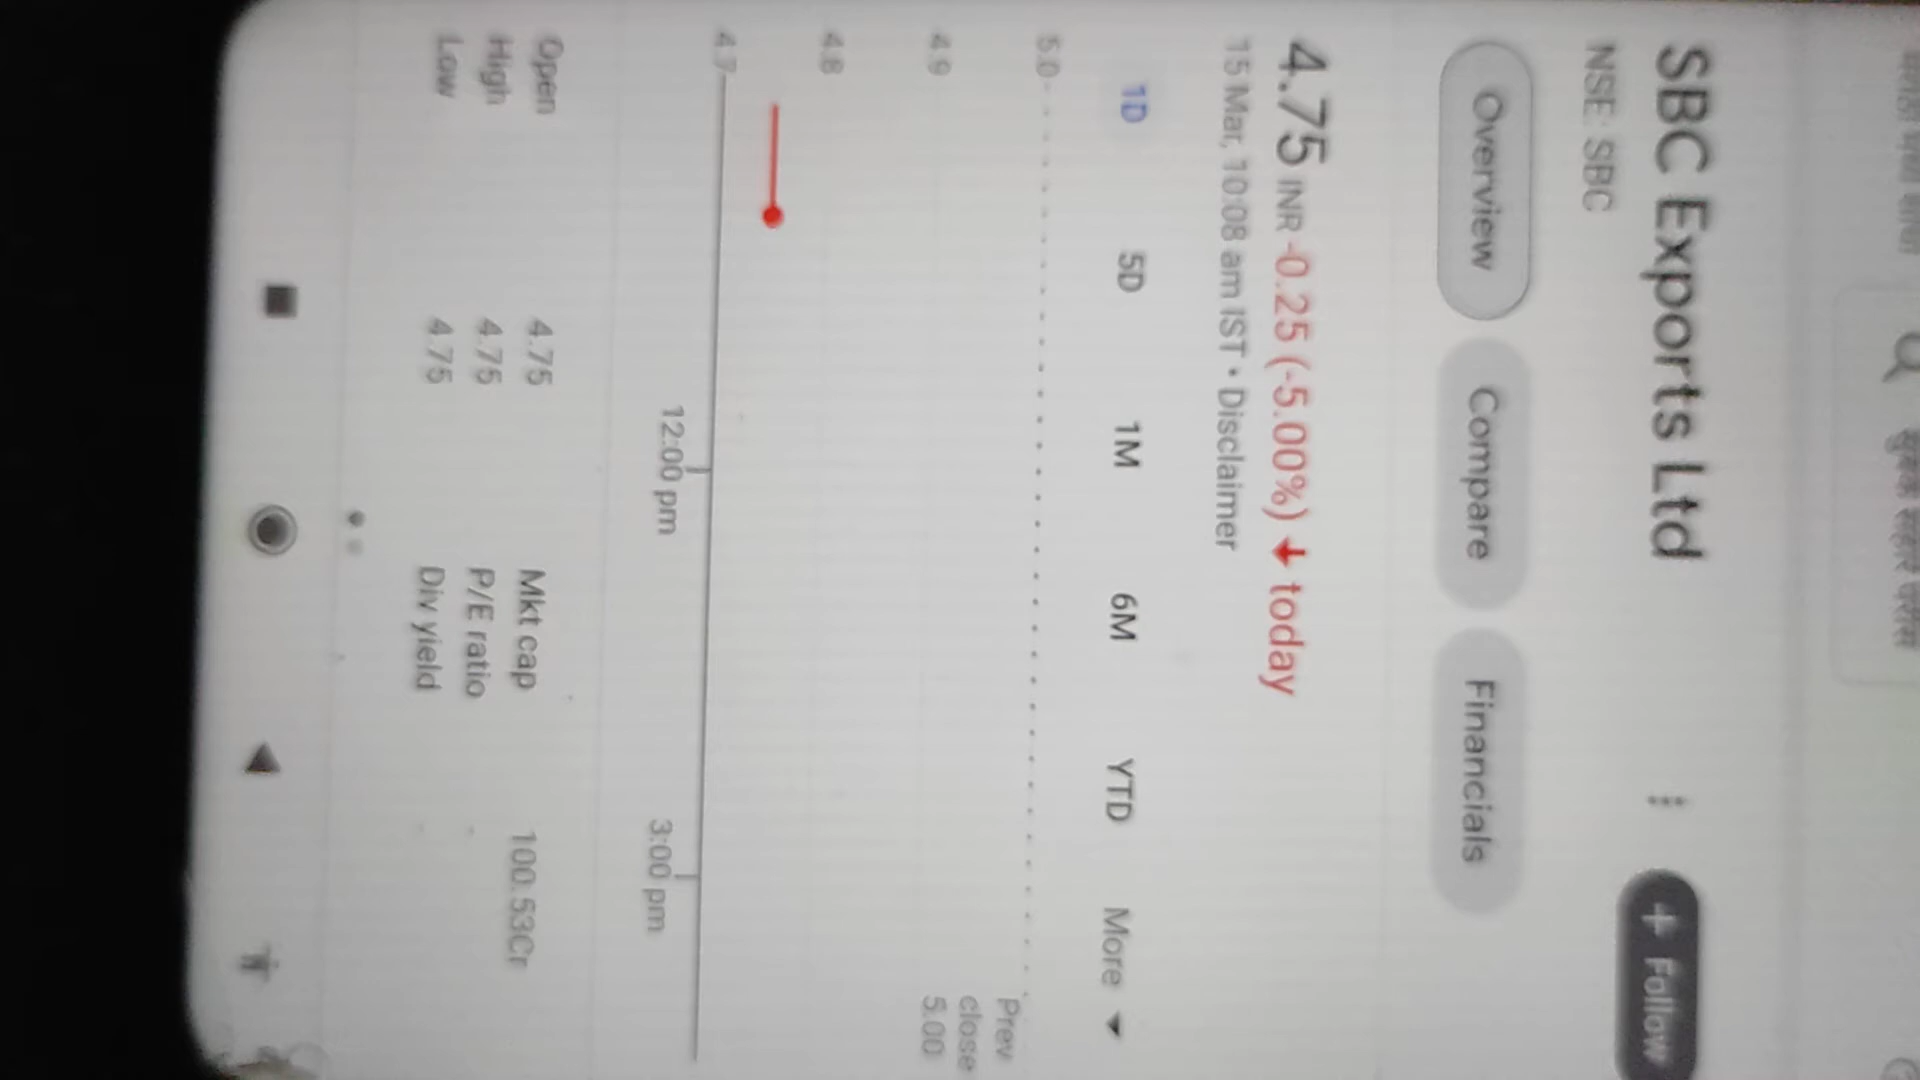 SBC Exports Ltd
+ Follow
NSE: SBC
Overview Compare Financials
4.75 INR -0.25 (-5.00%) ↓ today
15 Mar, 10:08 am IST • Disclaimer
1D 5D 1M 6M YTD More
5.0
4.9
4.8
4.7
Prev
close
5.00
12:00 pm 3:00 pm
Open 4.75 Mkt cap 100.53Cr
High 4.75 P/E ratio -
Low 4.75 Div yield -